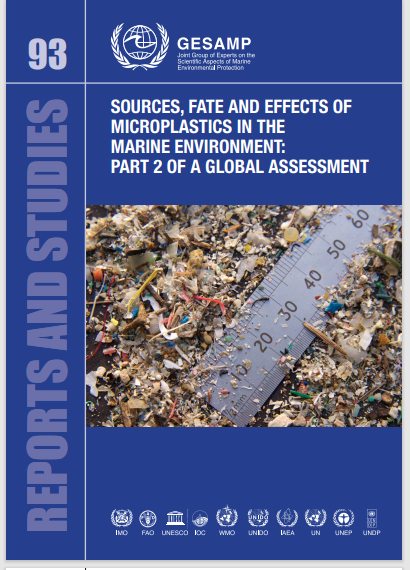 93
GESAMP
Joint Group of Experts on the
Scientific Aspects of Marine
Environmental Protection
SOURCES, FATE AND EFFECTS OF
MICROPLASTICS IN THE
MARINE ENVIRONMENT:
PART 2 OF A GLOBAL ASSESSMENT
REPORTS AND STUDIES
60
50
40
30
20
IMO FAO UNESCO IOC WMO UNIDO IAEA UN UNEP UNDP